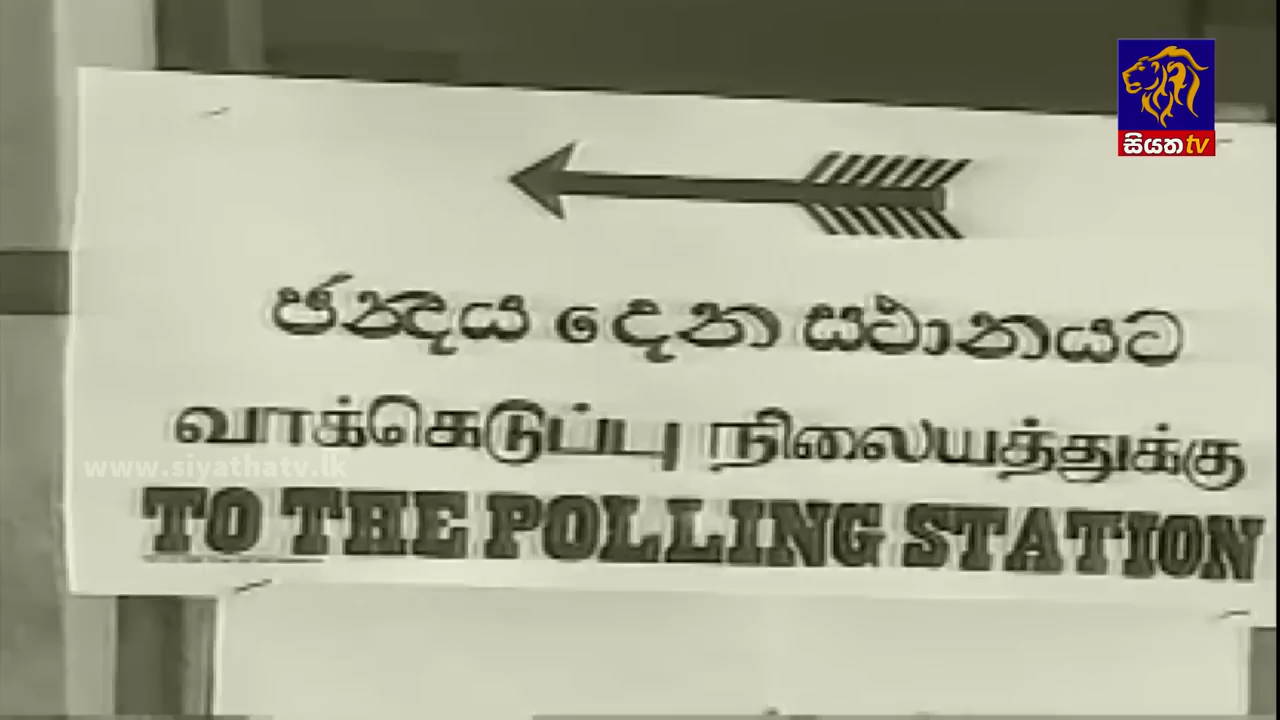 සියත tv
ඡන්දය දෙන ස්ථානයට
வாக்கெடுப்பு நிலையத்துக்கு
www.siyathatv.lk
TO THE POLLING STATION